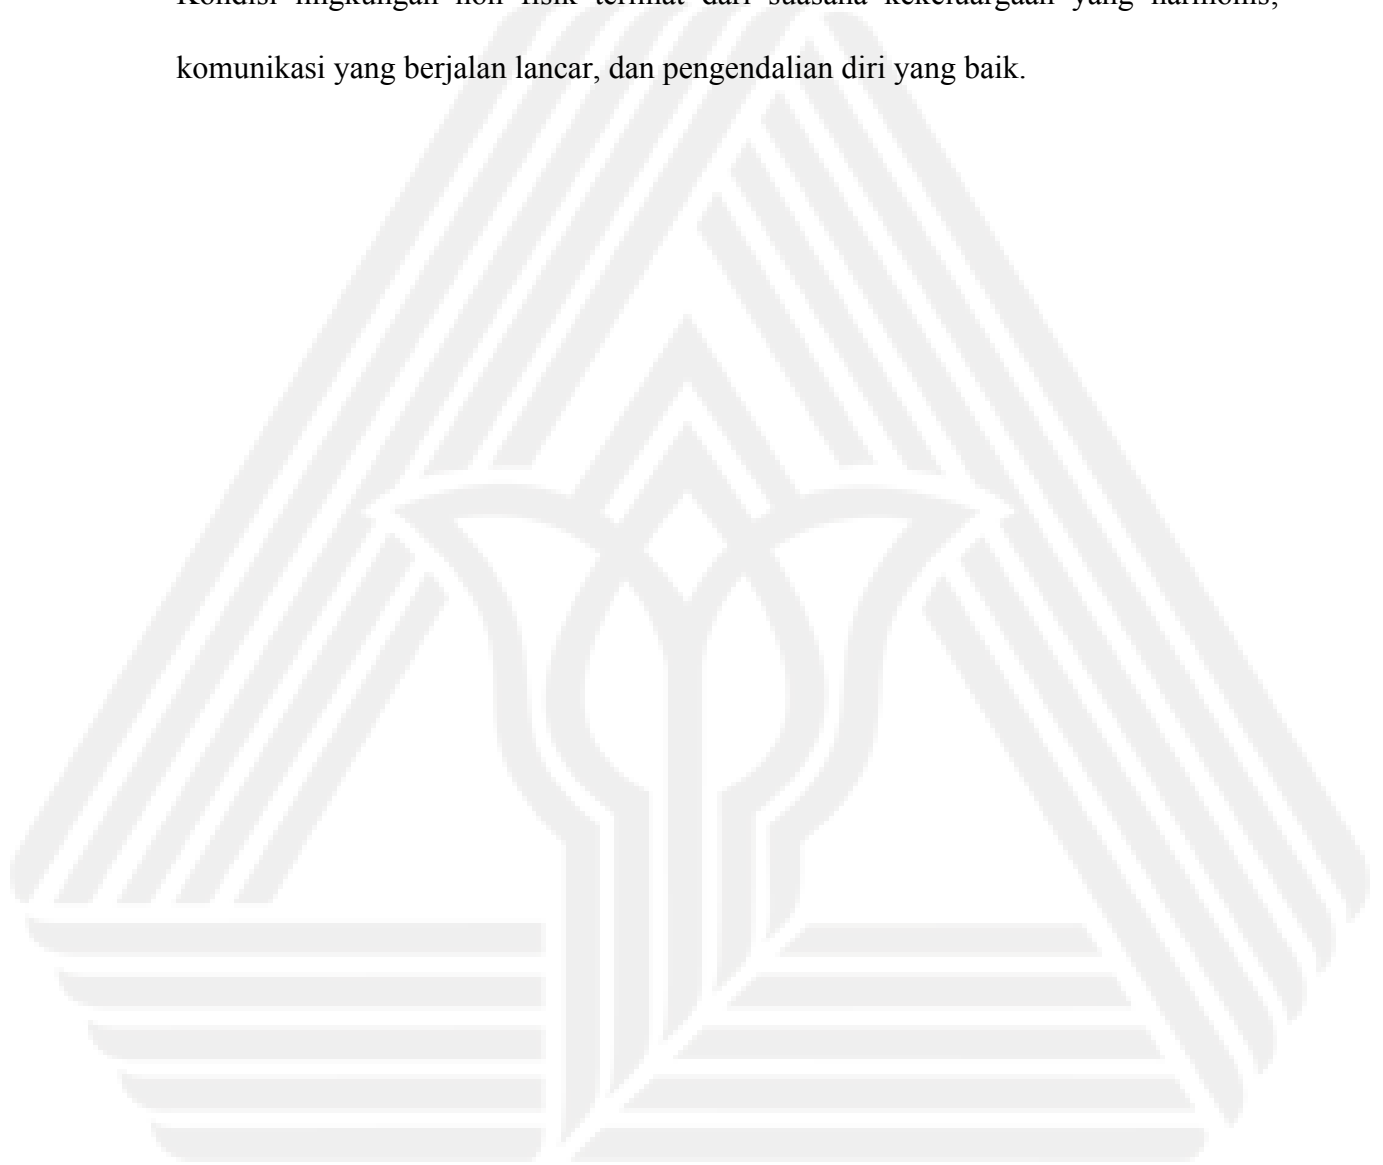 Kondisi lingkungan non fisik terlihat dari suasana kekeluargaan yang harmonis,
komunikasi yang berjalan lancar, dan pengendalian diri yang baik.